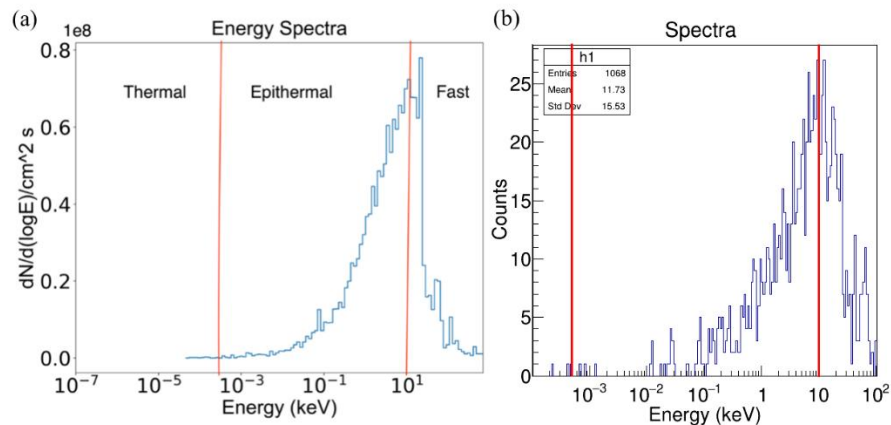 (a)
Energy Spectra
1e8
Thermal
Epithermal
Fast
dN/d(logE)/cm^2 s
0.8
0.6
0.4
0.2
0.0
10^-7
10^-5
10^-3
10^-1
10^1
Energy (keV)
(b)
Spectra
h1
Entries 1068
Mean 11.73
Std Dev 15.53
Counts
25
20
15
10
5
0
10^-3
10^-2
10^-1
1
10
10^2
Energy (keV)